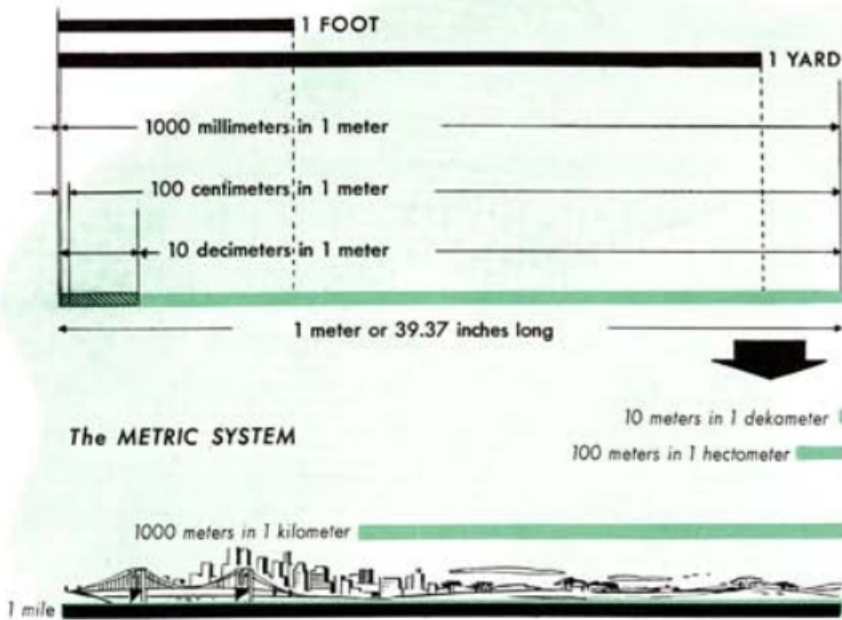 1 FOOT
1 YARD
1000 millimeters in 1 meter
100 centimeters in 1 meter
10 decimeters in 1 meter
1 meter or 39.37 inches long
10 meters in 1 dekameter
The METRIC SYSTEM
100 meters in 1 hectometer
1000 meters in 1 kilometer
1 mile